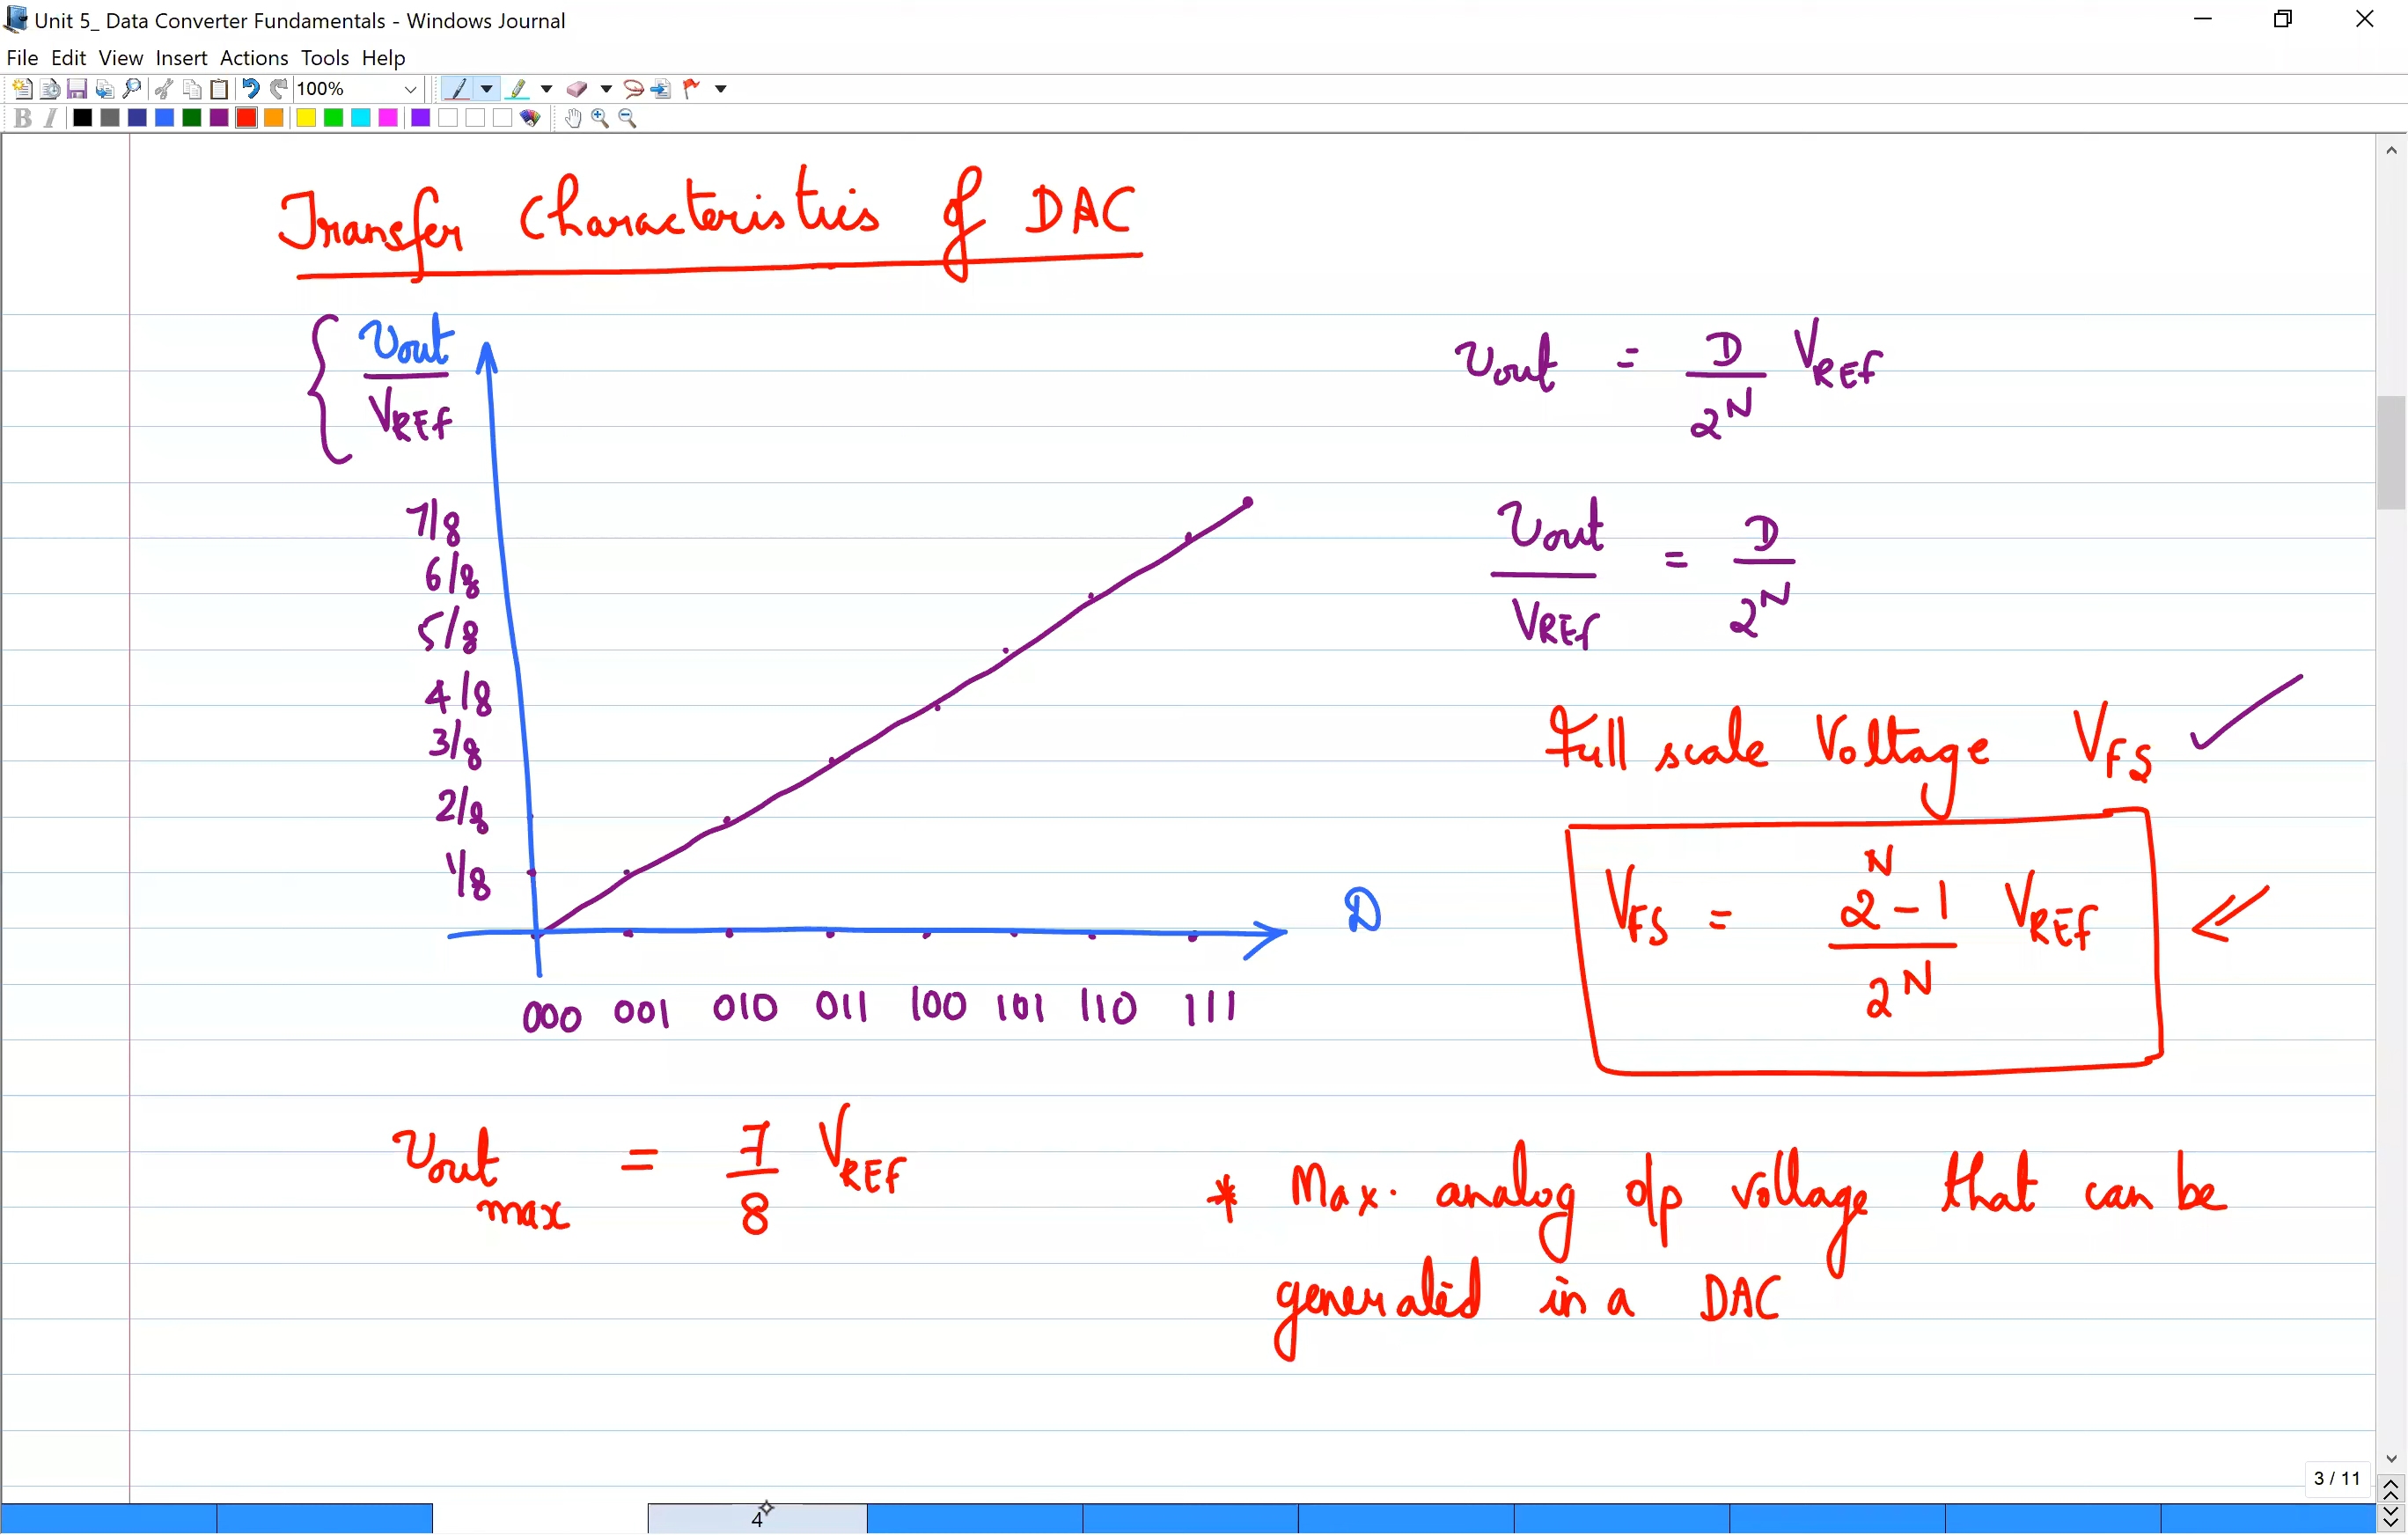 Unit 5_ Data Converter Fundamentals - Windows Journal
File Edit View Insert Actions Tools Help
100%
B I
Transfer Characteristics of DAC
Vout / VREF
7/8
6/8
5/8
4/8
3/8
2/8
1/8
D
000 001 010 011 100 101 110 111
Vout = D/2^N VREF
Vout/VREF = D/2^N
Full scale Voltage VFS ✓
VFS = 2^N-1 / 2^N VREF
Vout max = 7/8 VREF
* Max. analog o/p voltage that can be
generated in a DAC
3 / 11
4